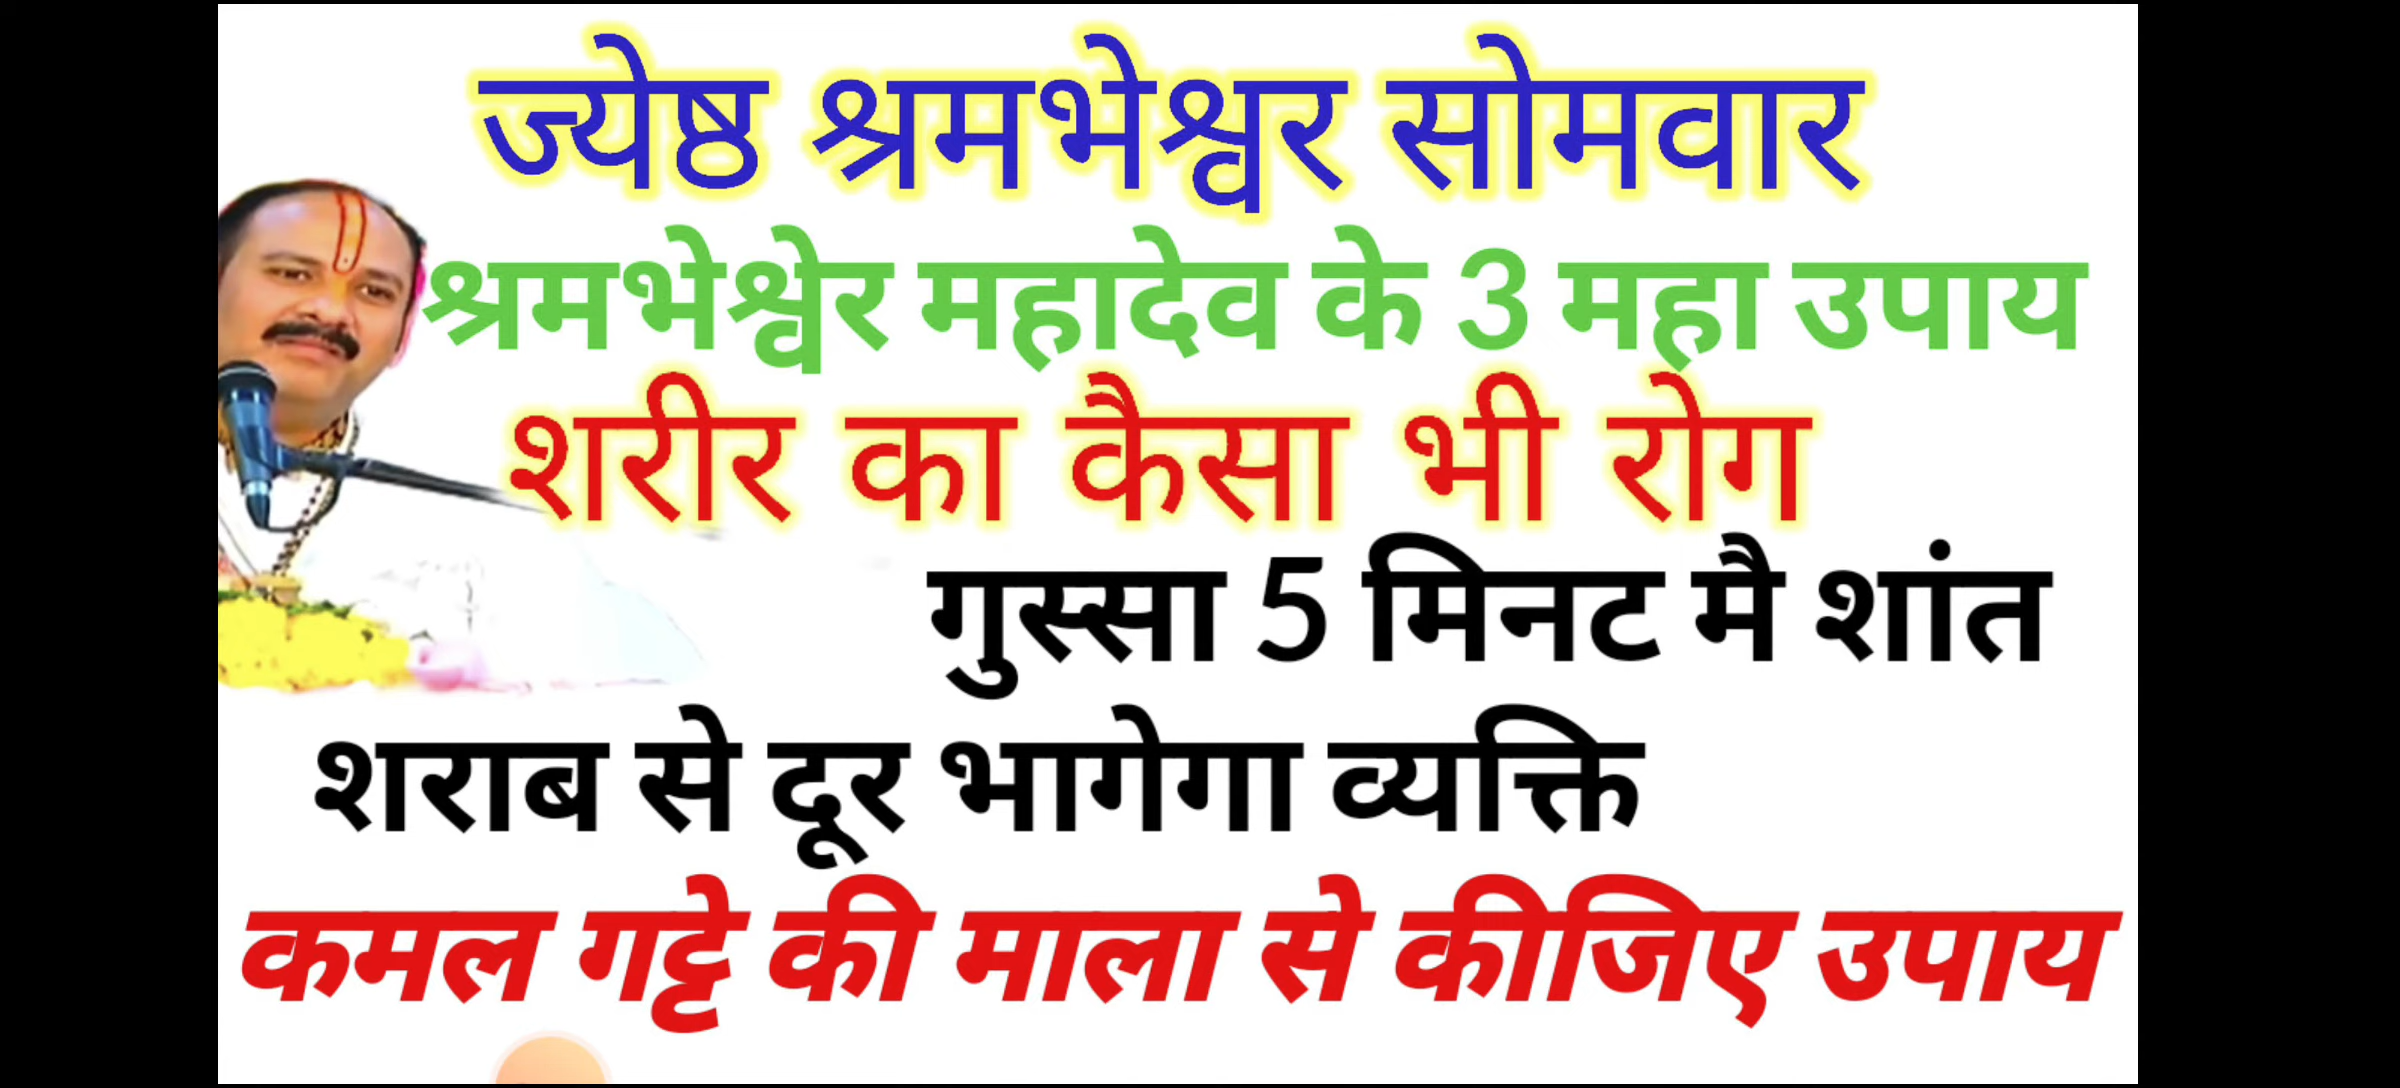 ज्येष्ठ श्रमभेश्वर सोमवार
श्रमभेश्वेर महादेव के 3 महा उपाय
शरीर का कैसा भी रोग
गुस्सा 5 मिनट मै शांत
शराब से दूर भागेगा व्यक्ति
कमल गट्टे की माला से कीजिए उपाय